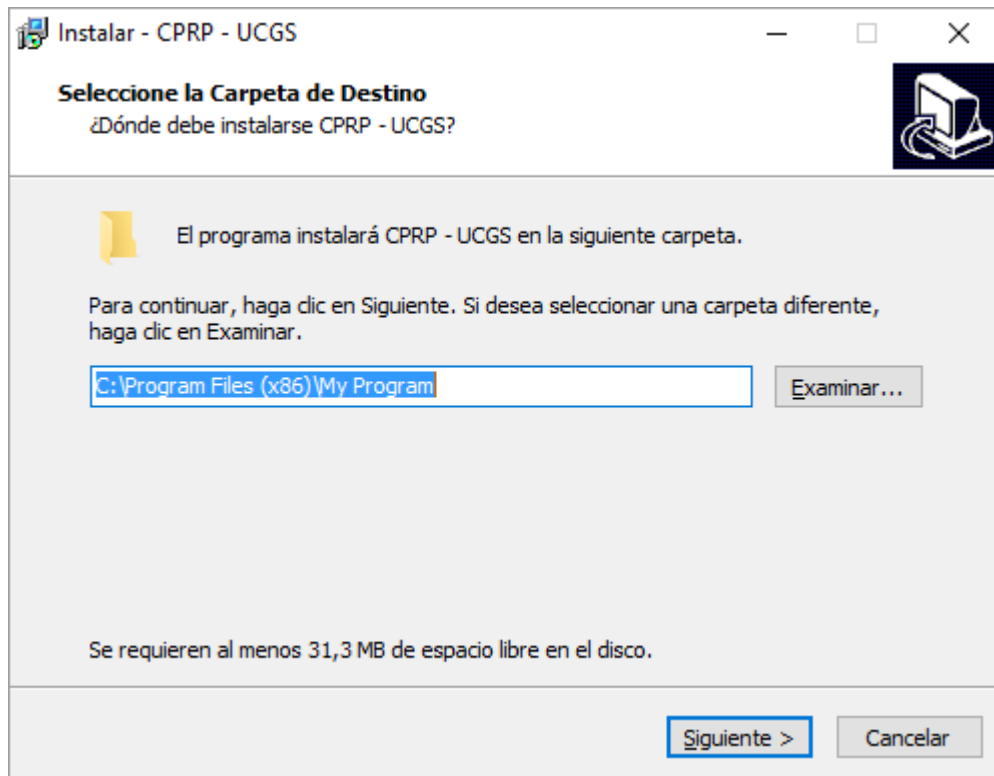 Instalar - CPRP - UCGS
Seleccione la Carpeta de Destino
¿Dónde debe instalarse CPRP - UCGS?
El programa instalará CPRP - UCGS en la siguiente carpeta.
Para continuar, haga clic en Siguiente. Si desea seleccionar una carpeta diferente,
haga clic en Examinar.
C:\Program Files (x86)\My Program
Examinar...
Se requieren al menos 31,3 MB de espacio libre en el disco.
Siguiente >
Cancelar